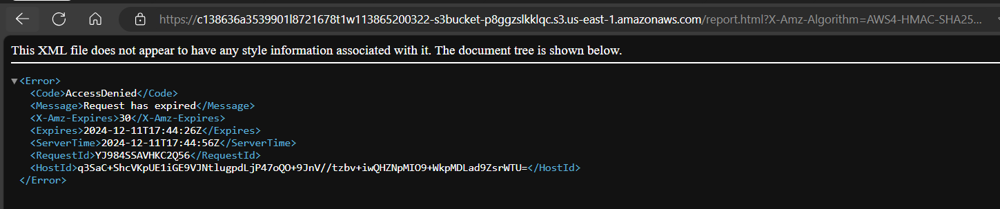 https://c138636a3539901l8721678t1w113865200322-s3bucket-p8ggzslkklqc.s3.us-east-1.amazonaws.com/report.html?X-Amz-Algorithm=AWS4-HMAC-SHA25...
This XML file does not appear to have any style information associated with it. The document tree is shown below.
<Error>
<Code>AccessDenied</Code>
<Message>Request has expired</Message>
<X-Amz-Expires>30</X-Amz-Expires>
<Expires>2024-12-11T17:44:26Z</Expires>
<ServerTime>2024-12-11T17:44:56Z</ServerTime>
<RequestId>YJ984SSAVHKC2Q56</RequestId>
<HostId>q3SaC+ShcVKpUE1iGE9VJNtlugpdLjP47oQO+9JnV//tzbv+iwQHZNpMIO9+WkpMDLad9ZsrWTU=</HostId>
</Error>